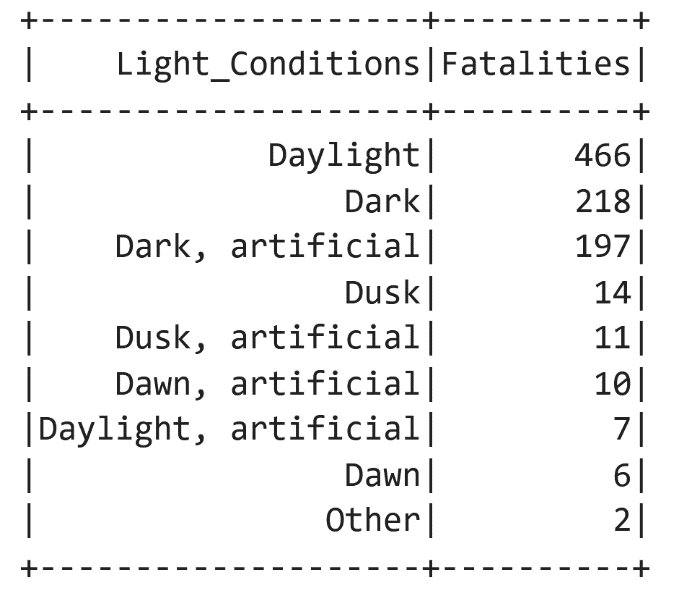 +--------------------+----------+
|    Light_Conditions|Fatalities|
+--------------------+----------+
|            Daylight|       466|
|                Dark|       218|
|    Dark, artificial|       197|
|                Dusk|        14|
|    Dusk, artificial|        11|
|    Dawn, artificial|        10|
|Daylight, artificial|         7|
|                Dawn|         6|
|               Other|         2|
+--------------------+----------+